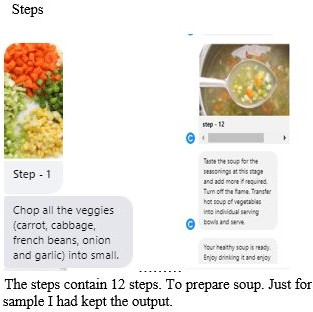 Steps
Step - 1
Chop all the veggies
(carrot, cabbage,
french beans, onion
and garlic) into small.
step - 12
Taste the soup for the
seasonings at this stage
and add more if required.
Turn off the flame. Transfer
hot soup of vegetables
into individual serving
bowls and serve.
Your healthy soup is ready.
Enjoy drinking it and enjoy
The steps contain 12 steps. To prepare soup. Just for
sample I had kept the output.